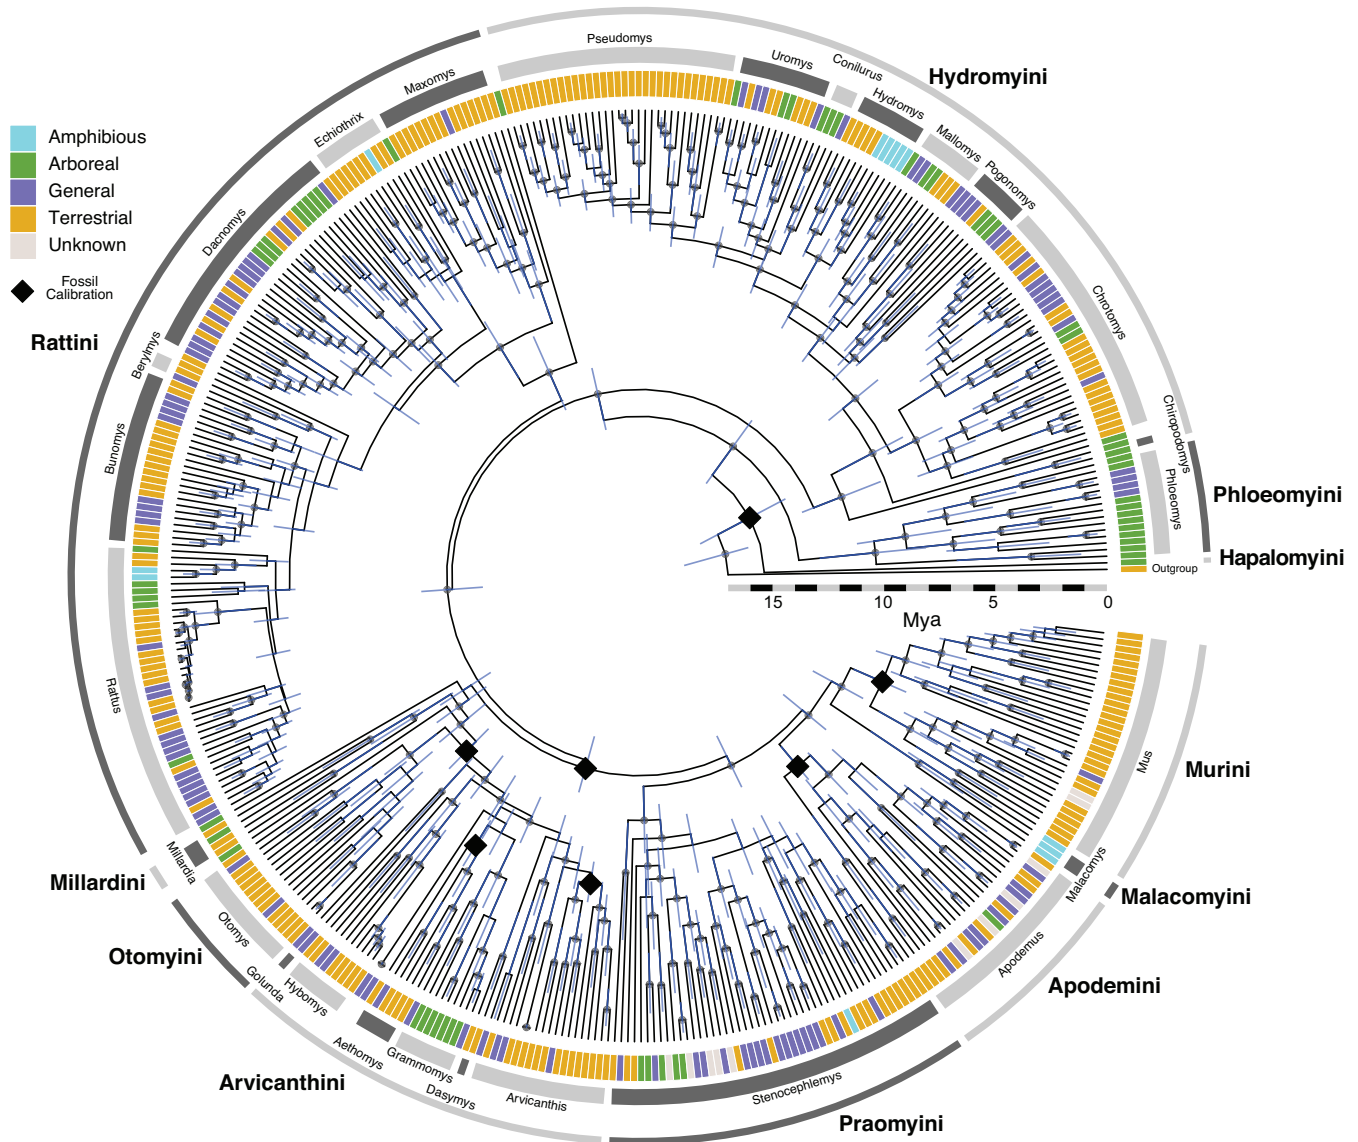 Amphibious
Arboreal
General
Terrestrial
Unknown
Fossil
Calibration
Pseudomys
Uromys
Conilurus
Hydromys
Mallomys
Pogonomys
Chrotomys
Chiropodomys
Phloeomys
Outgroup
Hydromyini
Phloeomyini
Hapalomyini
Maxomys
Echiothrix
Dacnomys
Berylmys
Bunomys
Rattus
Rattini
15
10
5
0
Mya
Mus
Murini
Malacomys
Malacomyini
Apodemus
Apodemini
Stenocephlemys
Praomyini
Arvicanthis
Dasymys
Grammomys
Aethomys
Hybomys
Golunda
Arvicanthini
Otomys
Otomyini
Millardia
Millardini